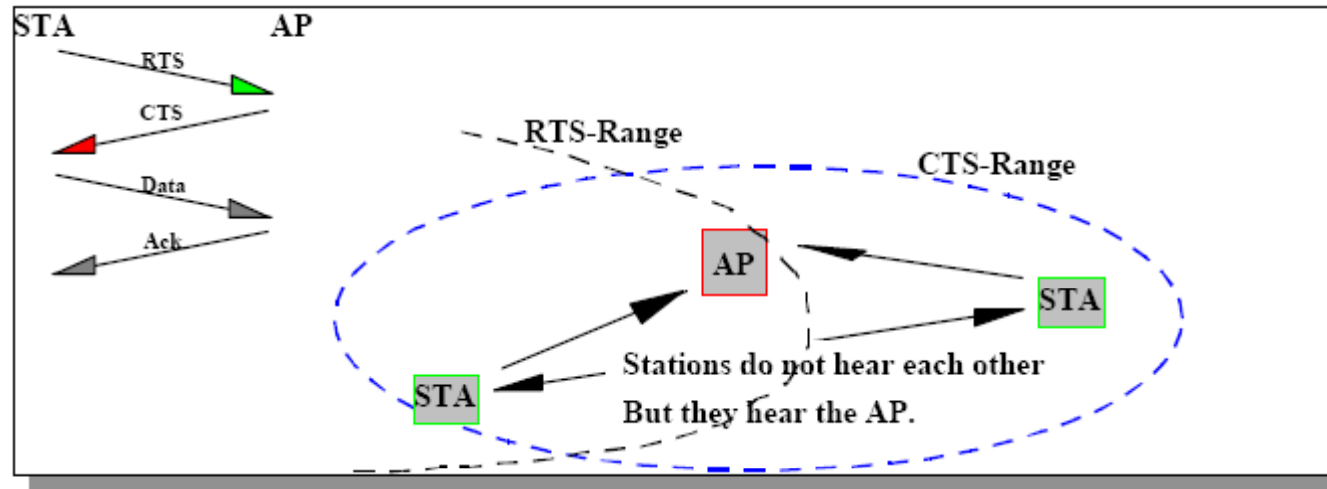 STA AP
RTS
CTS
Data
Ack
RTS-Range
CTS-Range
AP
STA
STA
Stations do not hear each other
But they hear the AP.